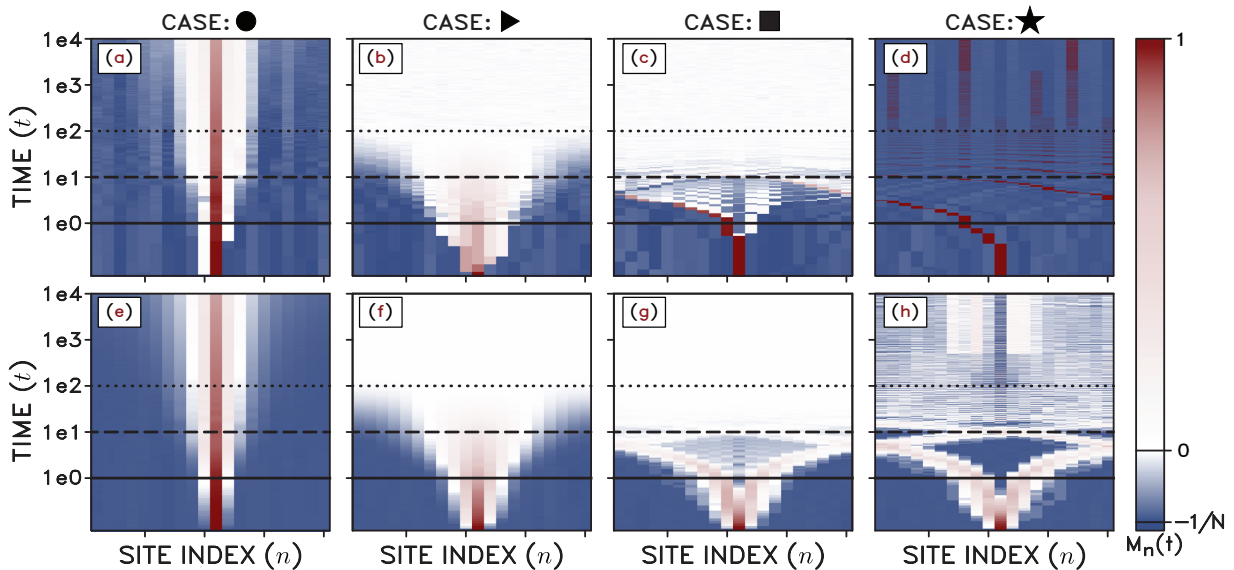 CASE: ● CASE: ▶ CASE: ■ CASE: ★
(a) (b) (c) (d)
1e4
1e3
1e2
1e1
1e0
TIME (t)
(e) (f) (g) (h)
1e4
1e3
1e2
1e1
1e0
TIME (t)
SITE INDEX (n) SITE INDEX (n) SITE INDEX (n) SITE INDEX (n)
1
0
−1/N
Mn(t)